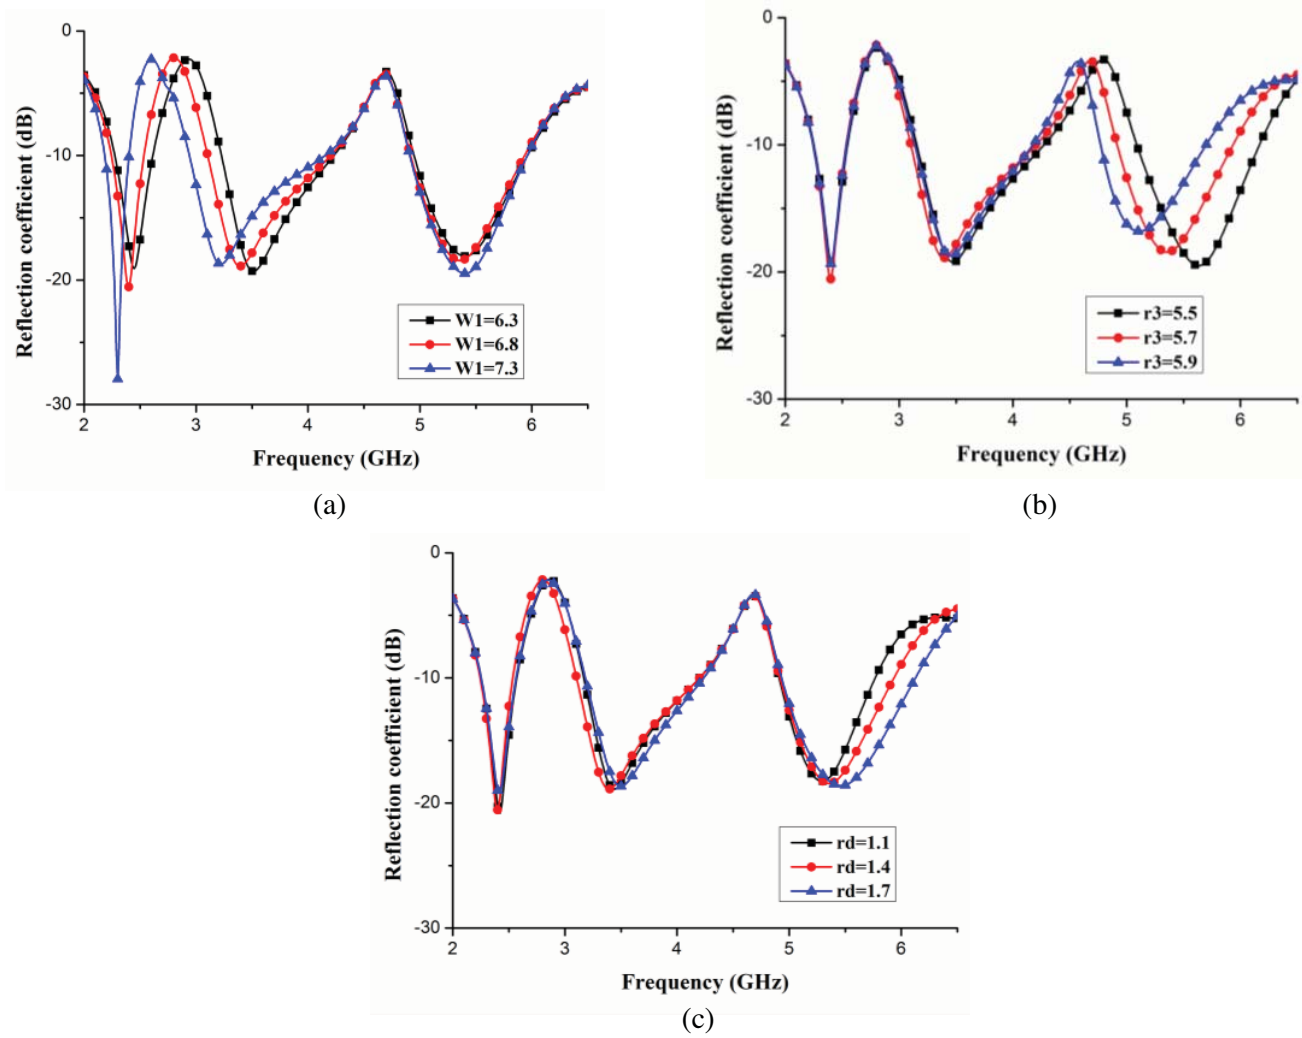 0
-10
-20
-30
Reflection coefficient (dB)
W1=6.3
W1=6.8
W1=7.3
2 3 4 5 6
Frequency (GHz)
(a)
0
-10
-20
-30
Reflection coefficient (dB)
r3=5.5
r3=5.7
r3=5.9
2 3 4 5 6
Frequency (GHz)
(b)
0
-10
-20
-30
Reflection coefficient (dB)
rd=1.1
rd=1.4
rd=1.7
2 3 4 5 6
Frequency (GHz)
(c)